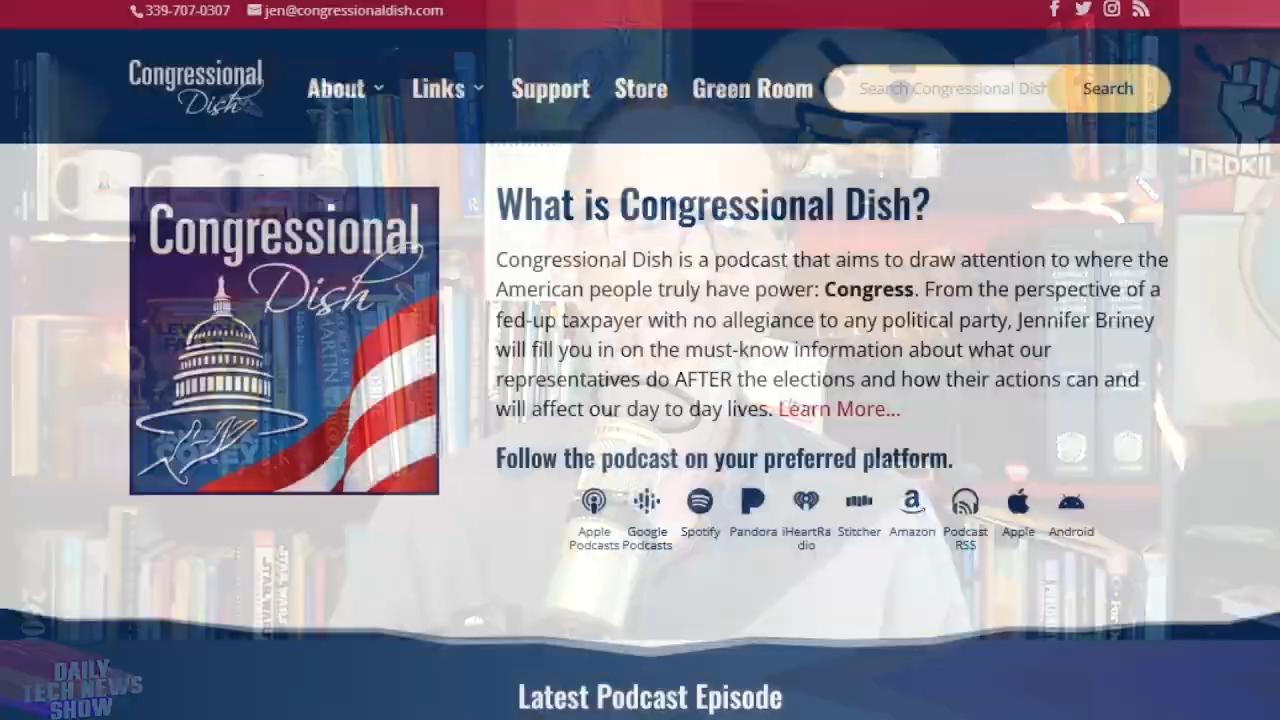 339-707-0307 jen@congressionaldish.com
Congressional
Dish
About Links Support Store Green Room Search Congressional Dish Search
Congressional
Dish
What is Congressional Dish?
Congressional Dish is a podcast that aims to draw attention to where the
American people truly have power: Congress. From the perspective of a
fed-up taxpayer with no allegiance to any political party, Jennifer Briney
will fill you in on the must-know information about what our
representatives do AFTER the elections and how their actions can and
will affect our day to day lives. Learn More...
Follow the podcast on your preferred platform.
Apple
Podcasts
Google
Podcasts
Spotify
Pandora
iHeartRa
dio
Stitcher
Amazon
Podcast
RSS
Apple
Android
MARTIN
COREY
STAR WARS
DAILY
TECH NEWS
SHOW
Latest Podcast Episode